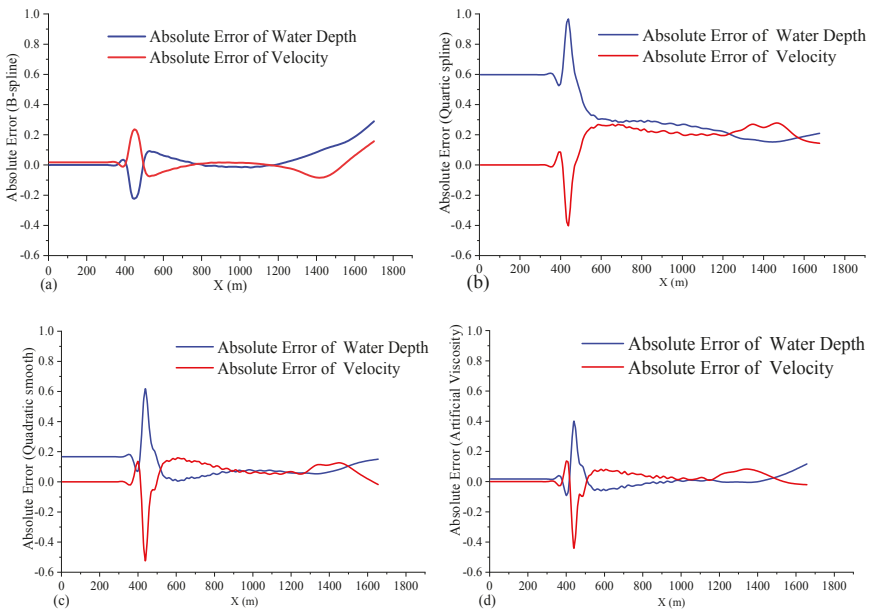 Absolute Error of Water Depth
Absolute Error of Velocity
Absolute Error (B-spline)
1.0
0.8
0.6
0.4
0.2
0.0
-0.2
-0.4
-0.6
0 200 400 600 800 1000 1200 1400 1600 1800
X (m)
(a)
Absolute Error of Water Depth
Absolute Error of Velocity
Absolute Error (Quartic spline)
1.0
0.8
0.6
0.4
0.2
0.0
-0.2
-0.4
-0.6
0 200 400 600 800 1000 1200 1400 1600 1800
X (m)
(b)
Absolute Error of Water Depth
Absolute Error of Velocity
Absolute Error (Quadratic smooth)
1.0
0.8
0.6
0.4
0.2
0.0
-0.2
-0.4
-0.6
0 200 400 600 800 1000 1200 1400 1600 1800
X (m)
(c)
Absolute Error of Water Depth
Absolute Error of Velocity
Absolute Error (Artificial Viscosity)
1.0
0.8
0.6
0.4
0.2
0.0
-0.2
-0.4
-0.6
0 200 400 600 800 1000 1200 1400 1600 1800
X (m)
(d)